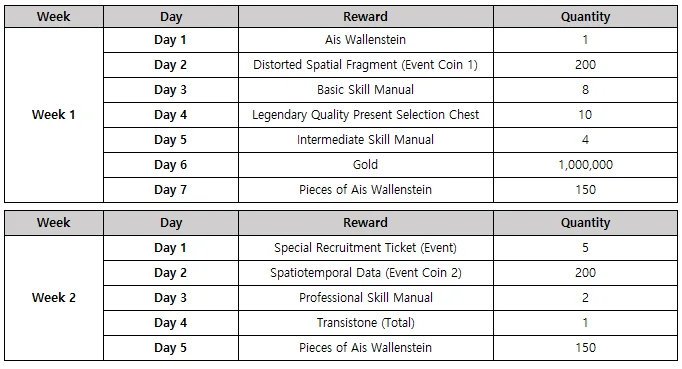 Week Day Reward Quantity
Day 1 Ais Wallenstein 1
Day 2 Distorted Spatial Fragment (Event Coin 1) 200
Day 3 Basic Skill Manual 8
Week 1 Day 4 Legendary Quality Present Selection Chest 10
Day 5 Intermediate Skill Manual 4
Day 6 Gold 1,000,000
Day 7 Pieces of Ais Wallenstein 150
Week Day Reward Quantity
Day 1 Special Recruitment Ticket (Event) 5
Day 2 Spatiotemporal Data (Event Coin 2) 200
Week 2 Day 3 Professional Skill Manual 2
Day 4 Transistone (Total) 1
Day 5 Pieces of Ais Wallenstein 150